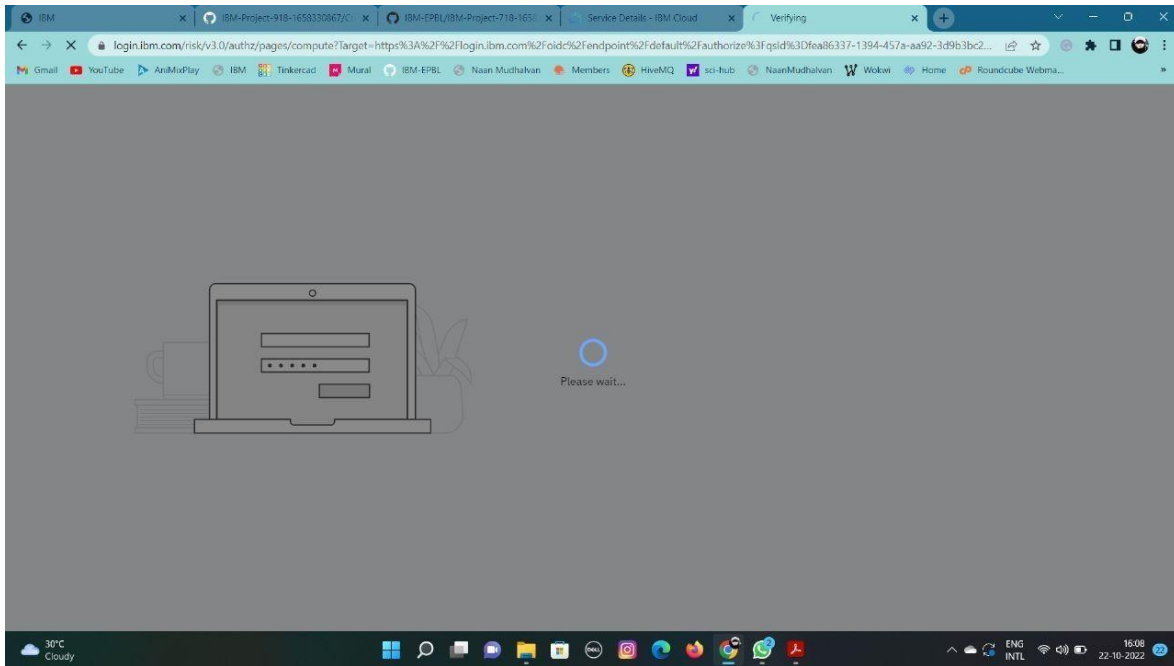 IBM
IBM-Project-918-1658330867/C
IBM-EPBL/IBM-Project-718-1658
Service Details - IBM Cloud
Verifying
login.ibm.com/risk/v3.0/authz/pages/compute?Target=https%3A%2F%2Flogin.ibm.com%2Foidc%2Fendpoint%2Fdefault%2Fauthorize%3Fqsld%3Dfea86337-1394-457a-aa92-3d9b3bc2...
Gmail YouTube AniMixPlay IBM Tinkercad Mural IBM-EPBL Naan Mudhalvan Members HiveMQ sci-hub NaanMudhalvan Wokwi Home Roundcube Webma... »
Please wait...
30°C
Cloudy
ENG
INTL
16:08
22-10-2022
22